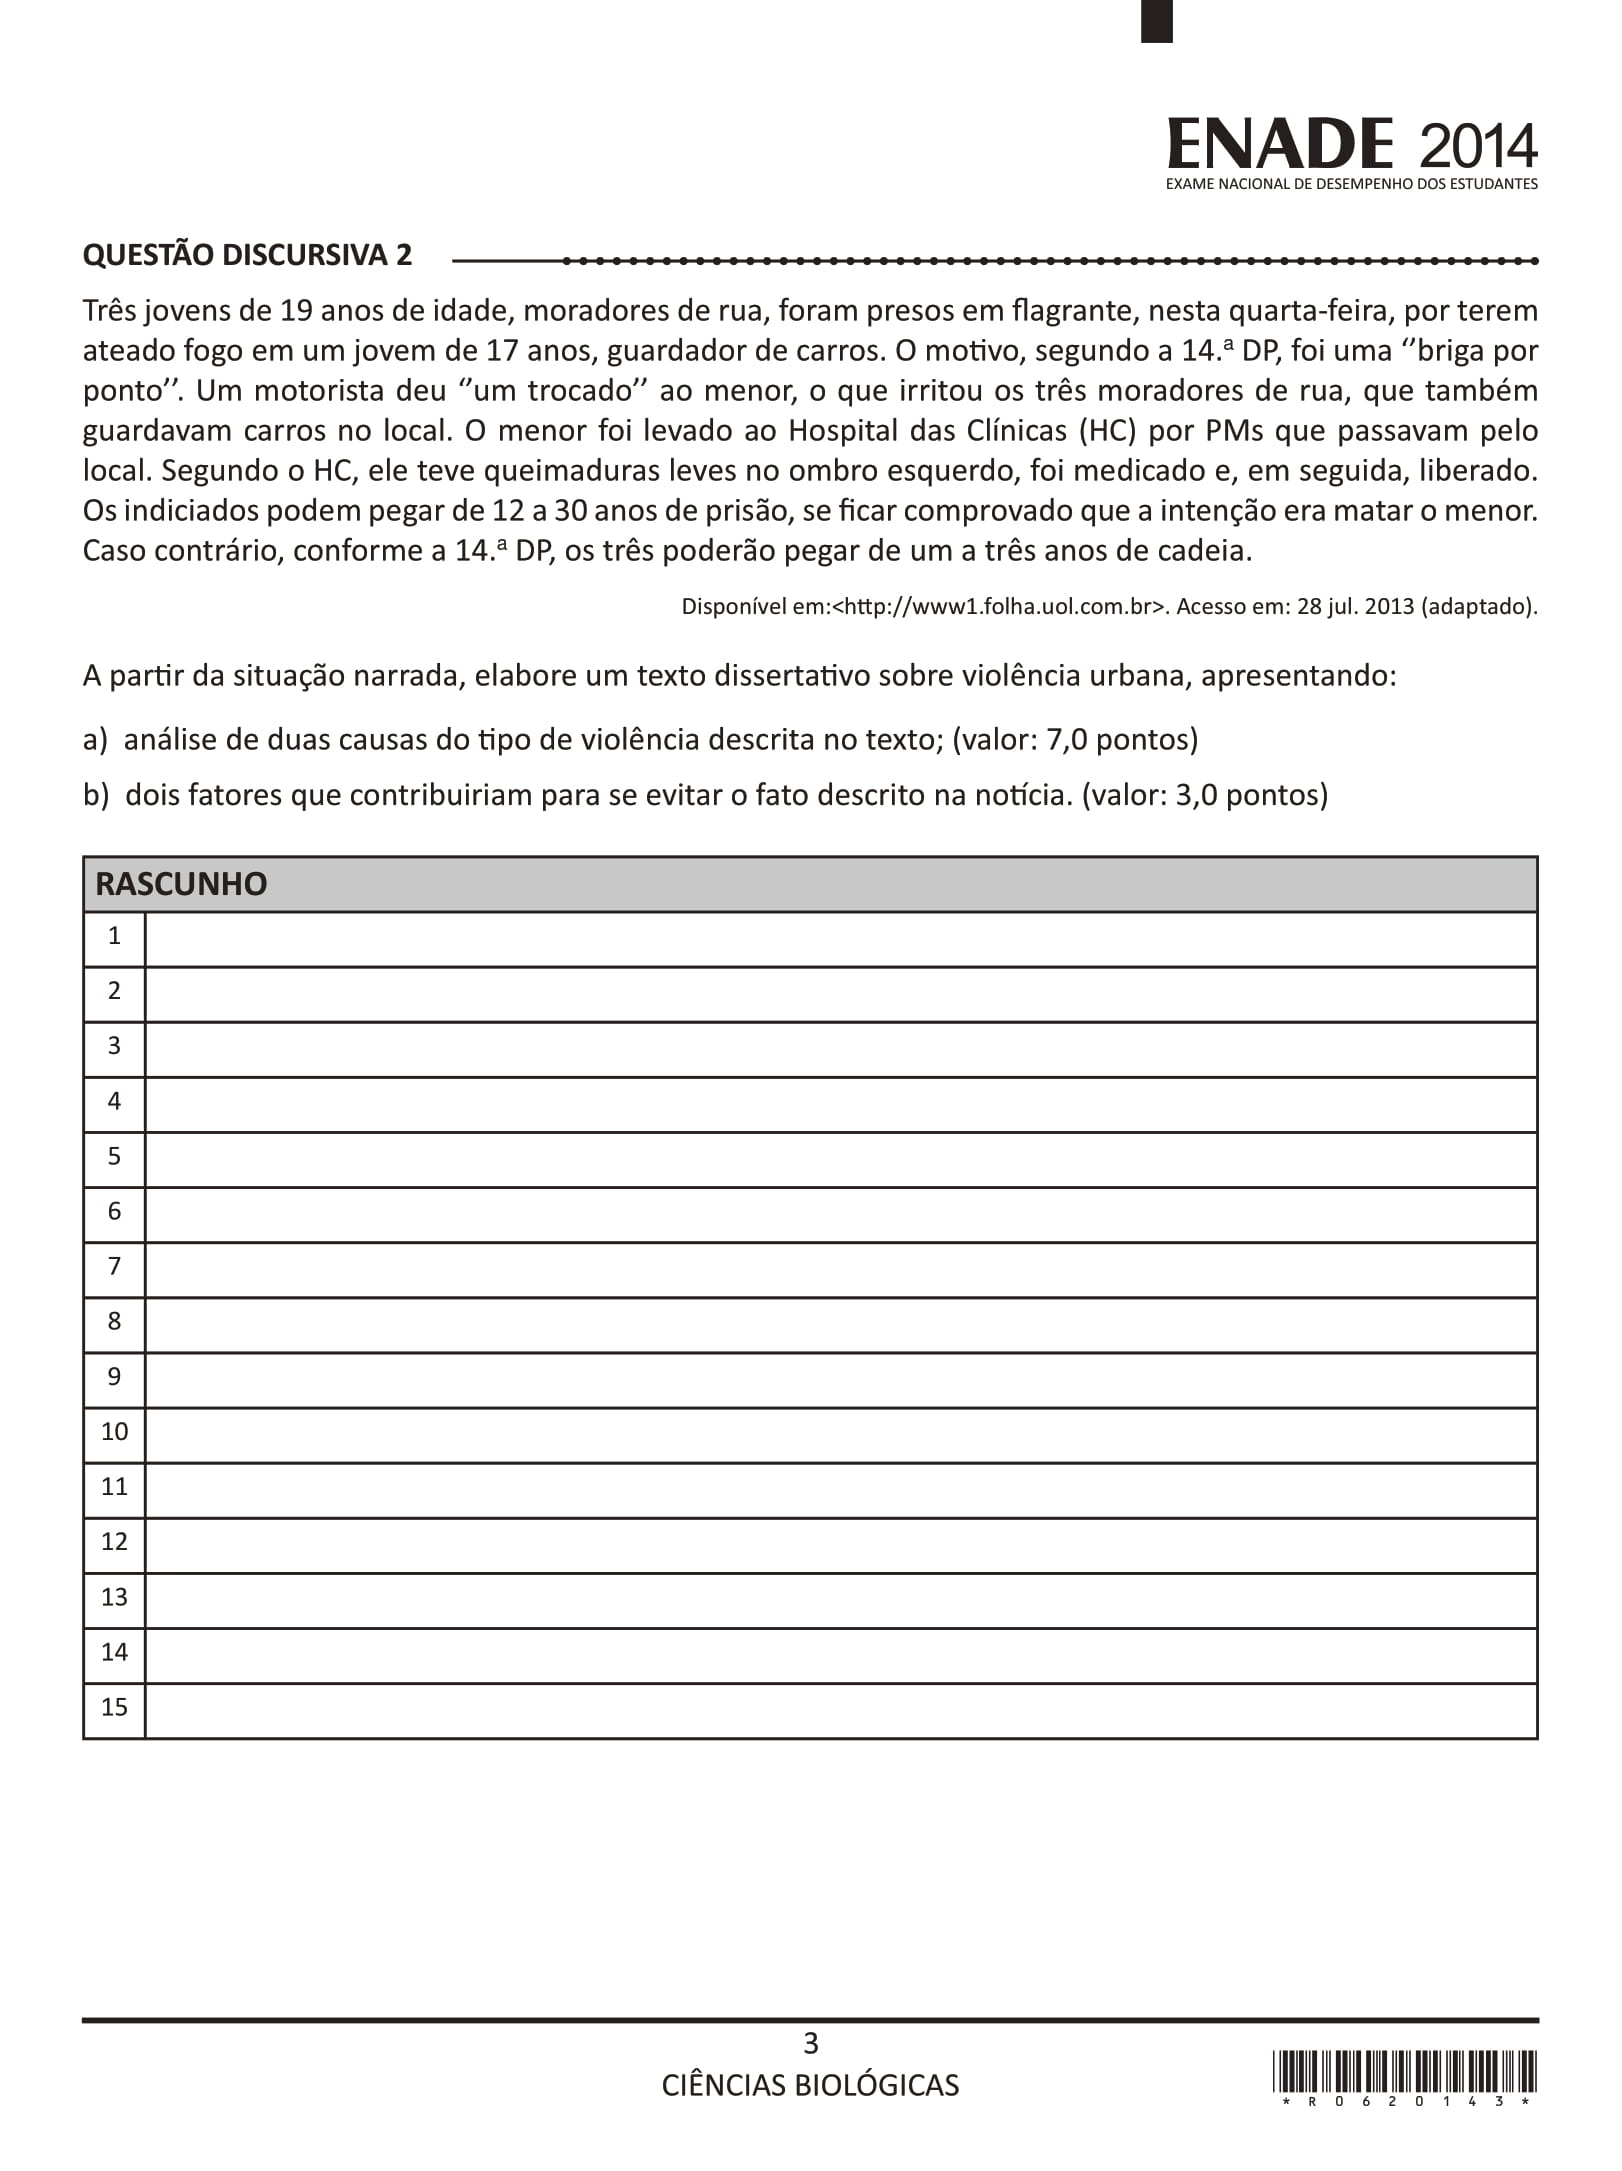 ENADE 2014
EXAME NACIONAL DE DESEMPENHO DOS ESTUDANTES
QUESTÃO DISCURSIVA 2
Três jovens de 19 anos de idade, moradores de rua, foram presos em flagrante, nesta quarta-feira, por terem
ateado fogo em um jovem de 17 anos, guardador de carros. O motivo, segundo a 14.ª DP, foi uma ‘’briga por
ponto’’. Um motorista deu ‘’um trocado’’ ao menor, o que irritou os três moradores de rua, que também
guardavam carros no local. O menor foi levado ao Hospital das Clínicas (HC) por PMs que passavam pelo
local. Segundo o HC, ele teve queimaduras leves no ombro esquerdo, foi medicado e, em seguida, liberado.
Os indiciados podem pegar de 12 a 30 anos de prisão, se ficar comprovado que a intenção era matar o menor.
Caso contrário, conforme a 14.ª DP, os três poderão pegar de um a três anos de cadeia.
Disponível em:<http://www1.folha.uol.com.br>. Acesso em: 28 jul. 2013 (adaptado).
A partir da situação narrada, elabore um texto dissertativo sobre violência urbana, apresentando:
a) análise de duas causas do tipo de violência descrita no texto; (valor: 7,0 pontos)
b) dois fatores que contribuiriam para se evitar o fato descrito na notícia. (valor: 3,0 pontos)
RASCUNHO
1
2
3
4
5
6
7
8
9
10
11
12
13
14
15
3
CIÊNCIAS BIOLÓGICAS
* R 0 6 2 0 1 4 3 *